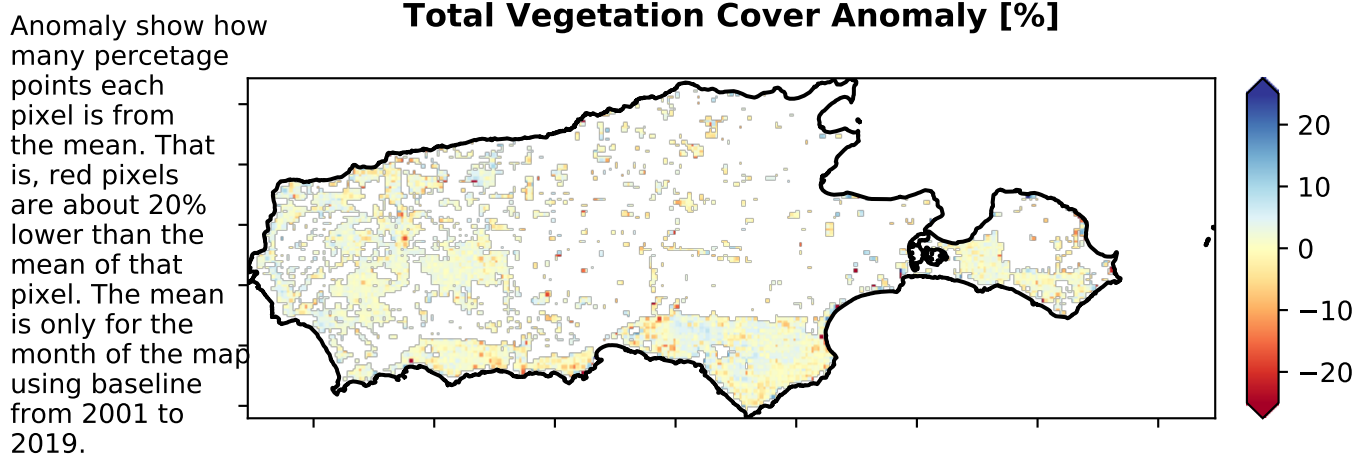 Total Vegetation Cover Anomaly [%]
Anomaly show how
many percetage
points each
pixel is from
the mean. That
is, red pixels
are about 20%
lower than the
mean of that
pixel. The mean
is only for the
month of the map
using baseline
from 2001 to
2019.
20
10
0
−10
−20